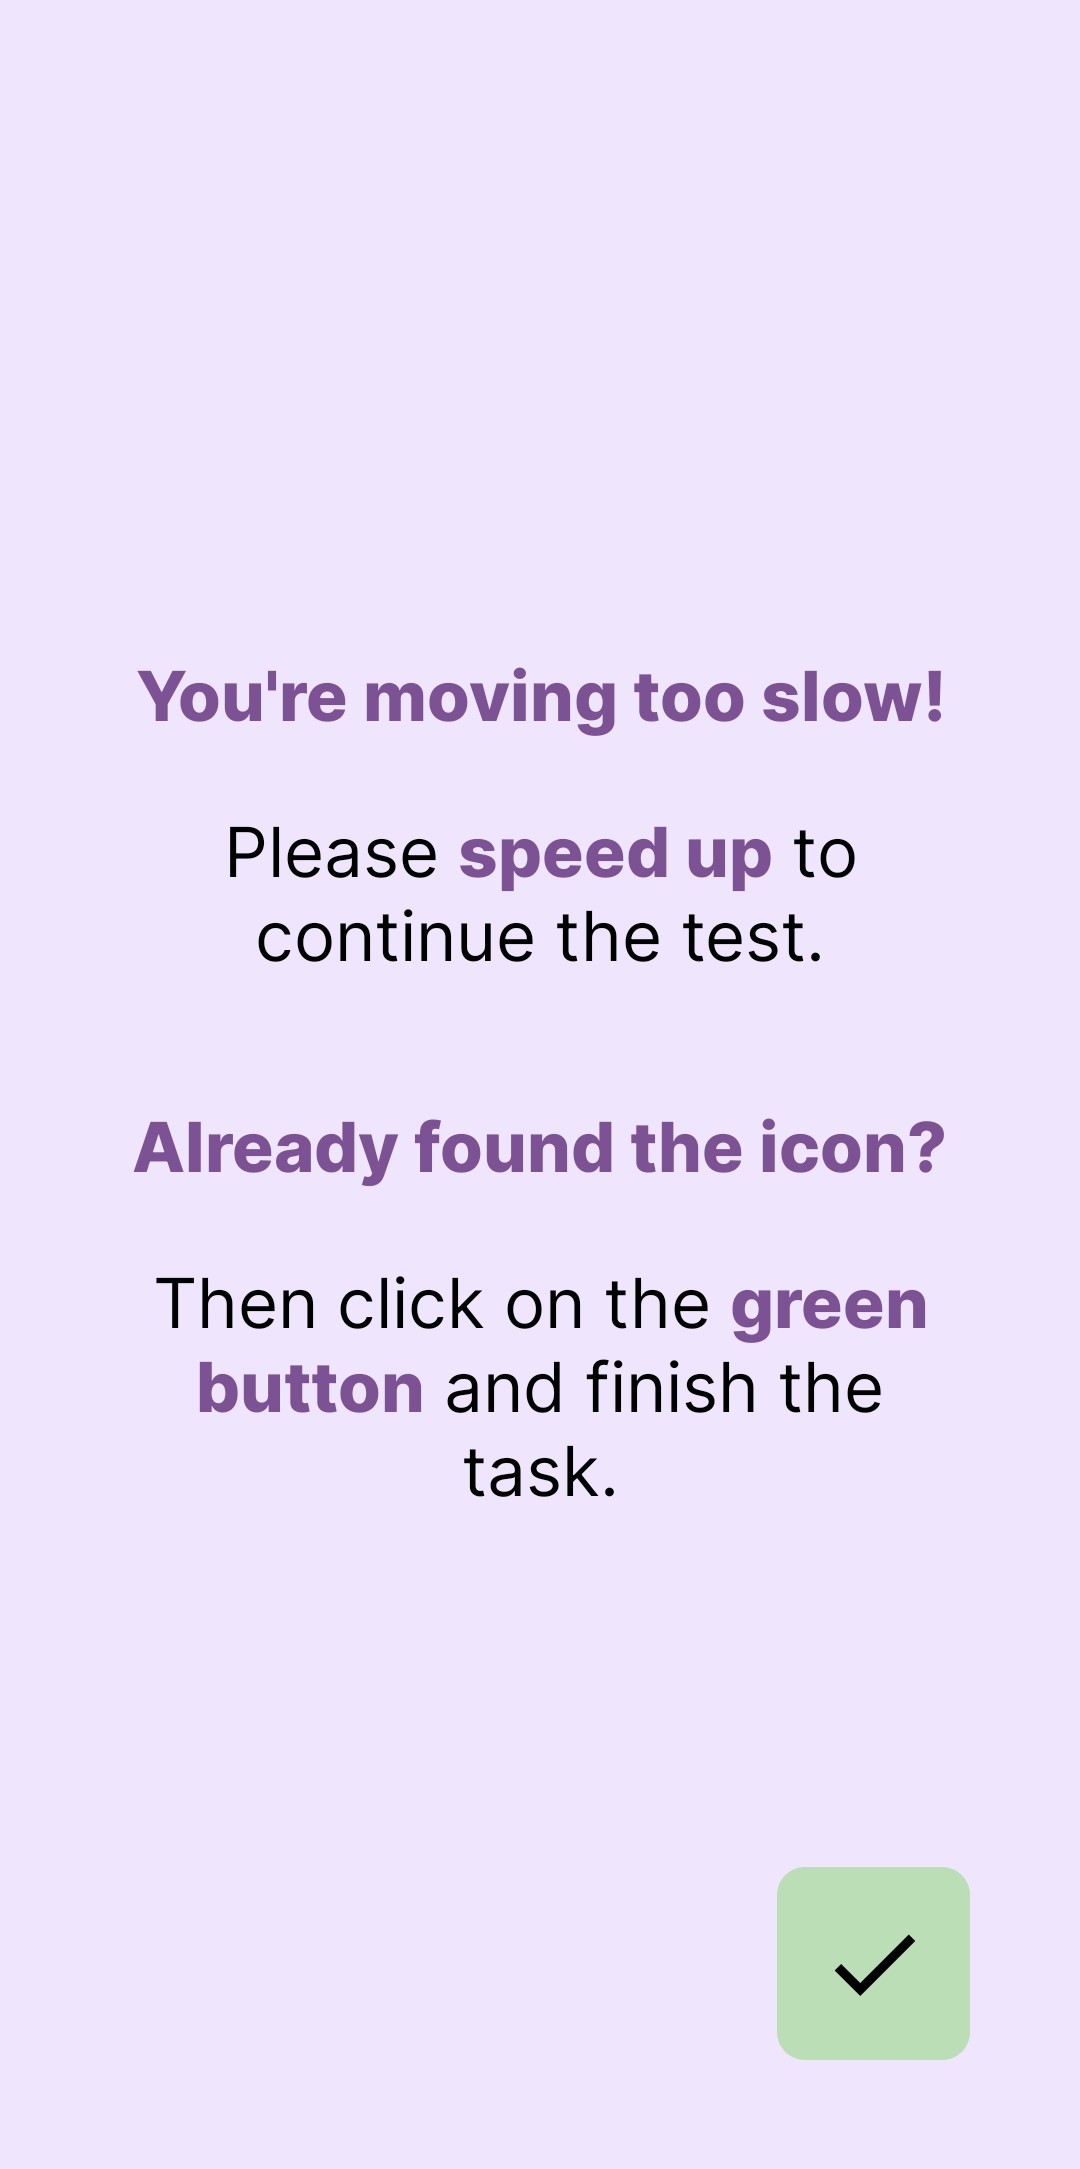 You're moving too slow!
Please speed up to
continue the test.
Already found the icon?
Then click on the green
button and finish the
task.